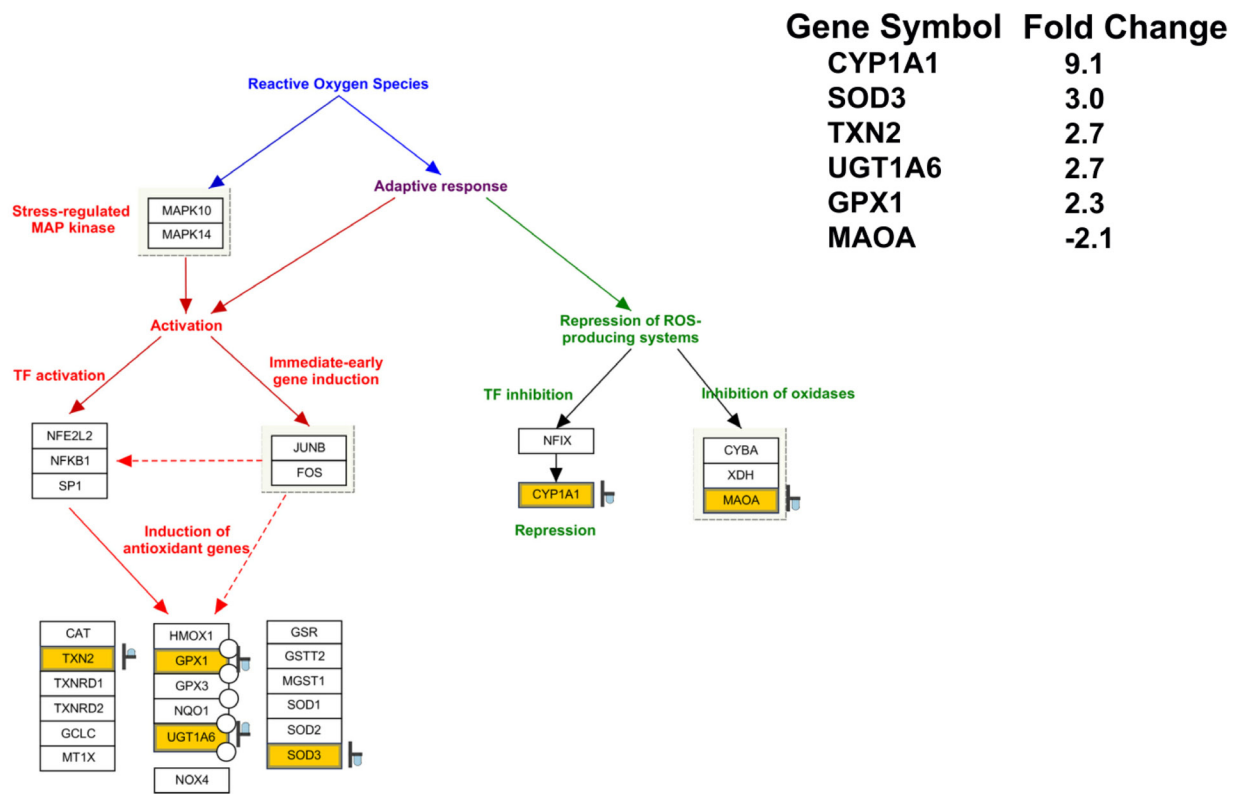 Gene Symbol Fold Change
CYP1A1 9.1
SOD3 3.0
TXN2 2.7
UGT1A6 2.7
GPX1 2.3
MAOA -2.1
Reactive Oxygen Species
Adaptive response
Stress-regulated
MAP kinase
MAPK10
MAPK14
Activation
Repression of ROS-
producing systems
TF activation
Immediate-early
gene induction
TF inhibition
Inhibition of oxidases
NFE2L2
NFKB1
SP1
JUNB
FOS
NFIX
CYP1A1
Repression
CYBA
XDH
MAOA
Induction of
antioxidant genes
CAT
TXN2
TXNRD1
TXNRD2
GCLC
MT1X
HMOX1
GPX1
GPX3
NQO1
UGT1A6
NOX4
GSR
GSTT2
MGST1
SOD1
SOD2
SOD3